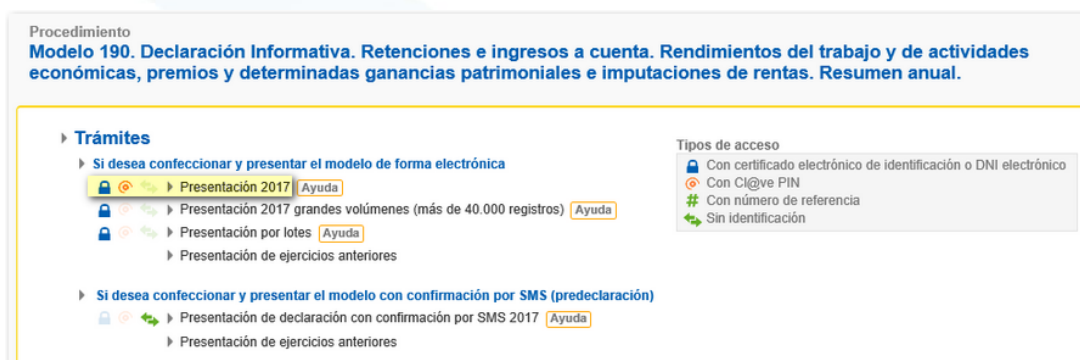 Procedimiento
Modelo 190. Declaración Informativa. Retenciones e ingresos a cuenta. Rendimientos del trabajo y de actividades
económicas, premios y determinadas ganancias patrimoniales e imputaciones de rentas. Resumen anual.
Trámites
Si desea confeccionar y presentar el modelo de forma electrónica
Presentación 2017 Ayuda
Presentación 2017 grandes volúmenes (más de 40.000 registros) Ayuda
Presentación por lotes Ayuda
Presentación de ejercicios anteriores
Si desea confeccionar y presentar el modelo con confirmación por SMS (predeclaración)
Presentación de declaración con confirmación por SMS 2017 Ayuda
Presentación de ejercicios anteriores
Tipos de acceso
Con certificado electrónico de identificación o DNI electrónico
Con Cl@ve PIN
# Con número de referencia
Sin identificación